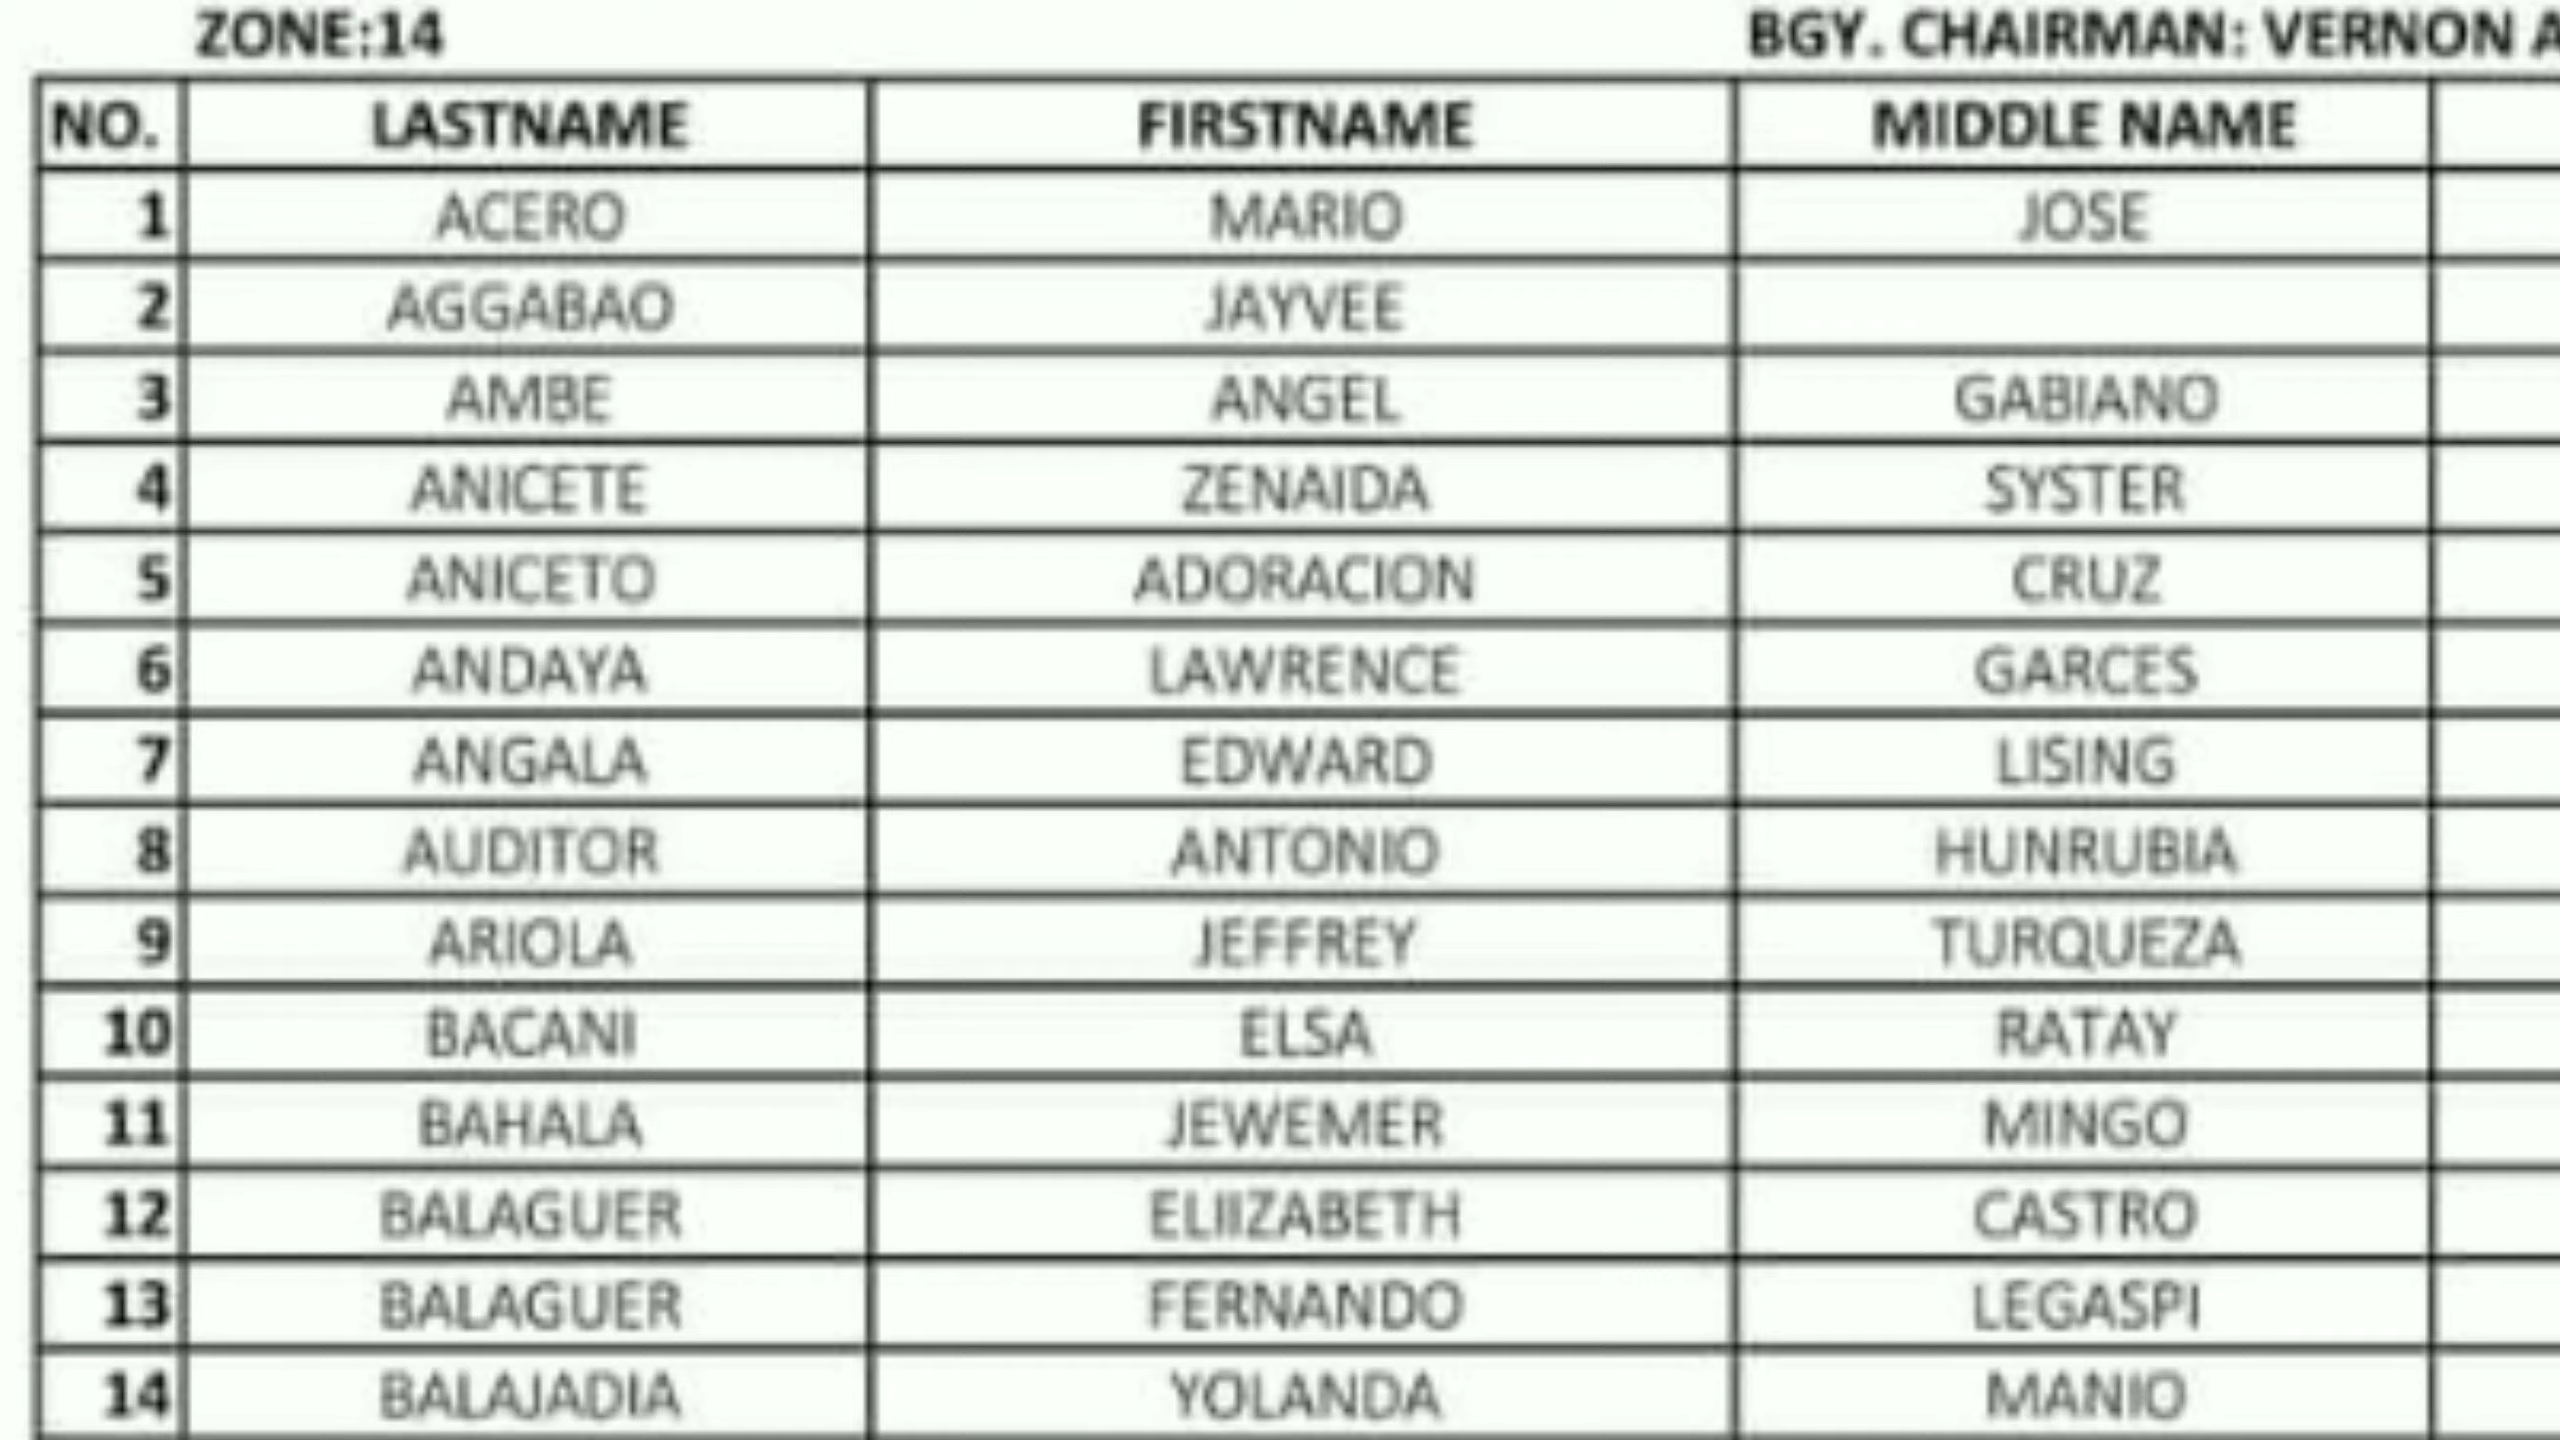 ZONE:14 BGY. CHAIRMAN: VERNON A
NO. LASTNAME FIRSTNAME MIDDLE NAME
1 ACERO MARIO JOSE
2 AGGABAO JAYVEE
3 AMBE ANGEL GABIANO
4 ANICETE ZENAIDA SYSTER
5 ANICETO ADORACION CRUZ
6 ANDAYA LAWRENCE GARCES
7 ANGALA EDWARD LISING
8 AUDITOR ANTONIO HUNRUBIA
9 ARIOLA JEFFREY TURQUEZA
10 BACANI ELSA RATAY
11 BAHALA JEWEMER MINGO
12 BALAGUER ELIIZABETH CASTRO
13 BALAGUER FERNANDO LEGASPI
14 BALAJADIA YOLANDA MANIO